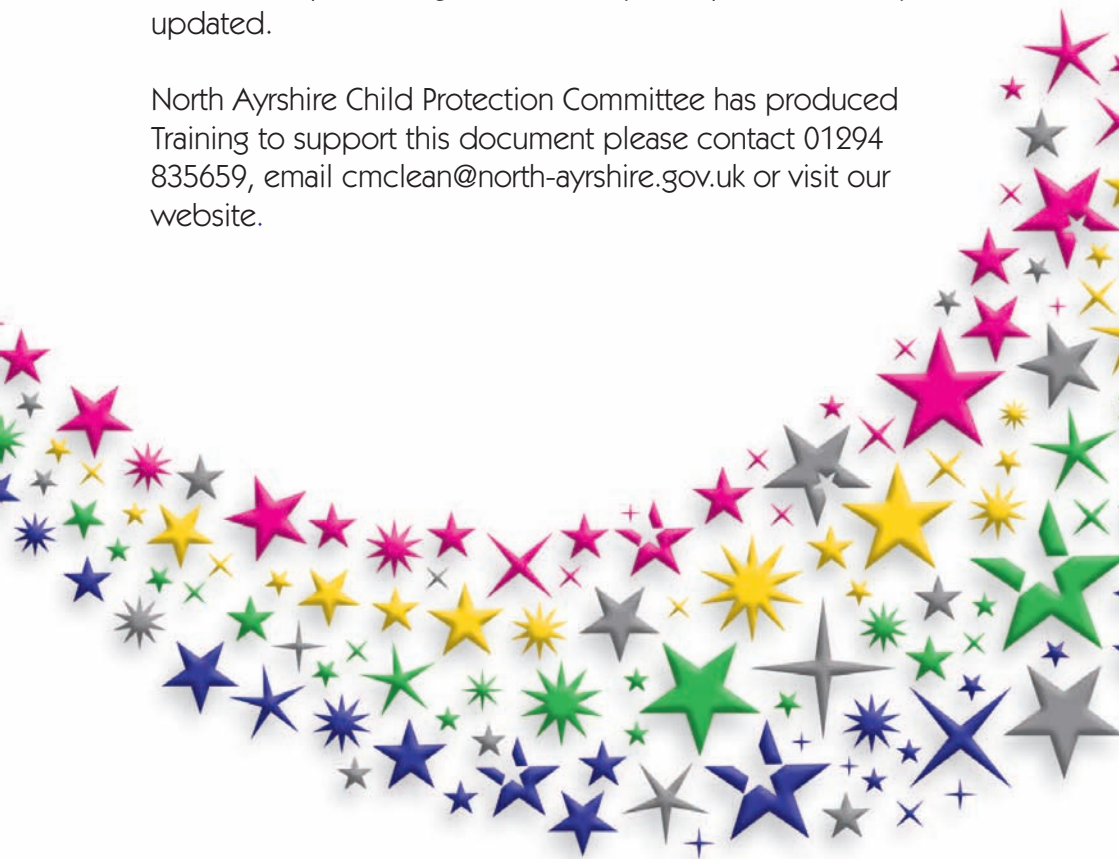 updated.
North Ayrshire Child Protection Committee has produced
Training to support this document please contact 01294
835659, email cmclean@north-ayrshire.gov.uk or visit our
website.